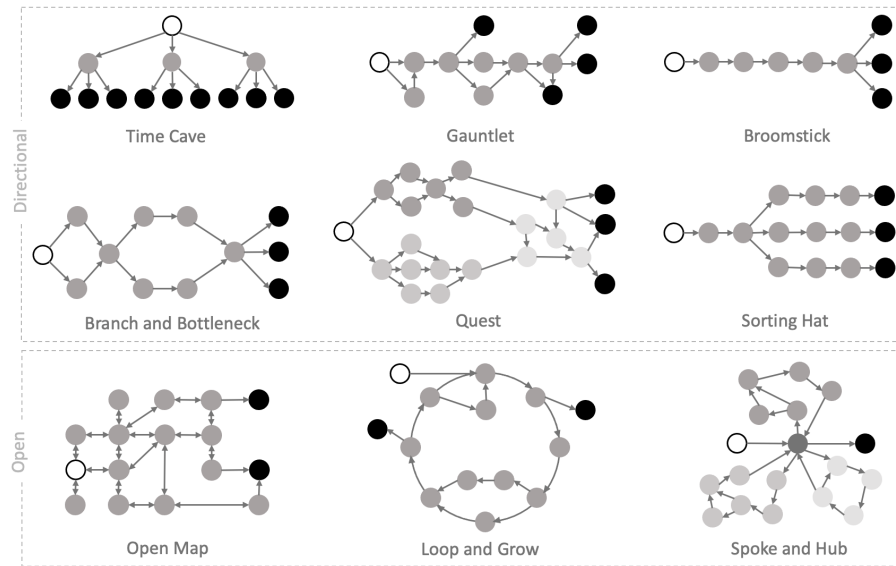 Directional
Time Cave
Gauntlet
Broomstick
Branch and Bottleneck
Quest
Sorting Hat
Open
Open Map
Loop and Grow
Spoke and Hub